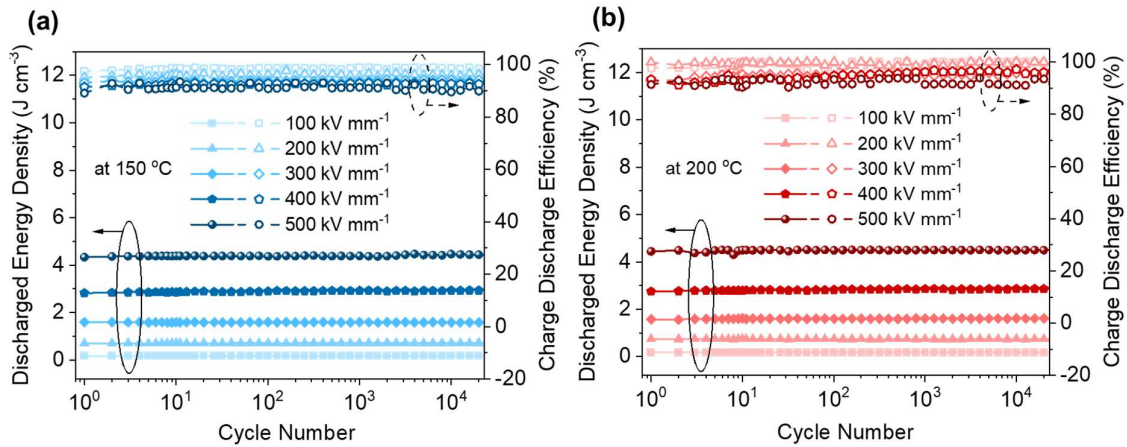 (a)
Discharged Energy Density (J cm-3)
12
10
8
6
4
2
0
100
80
60
40
20
0
-20
Charge Discharge Efficiency (%)
100 kV mm-1
200 kV mm-1
300 kV mm-1
400 kV mm-1
500 kV mm-1
at 150 ºC
10⁰ 10¹ 10² 10³ 10⁴
Cycle Number
(b)
Discharged Energy Density (J cm-3)
12
10
8
6
4
2
0
100
80
60
40
20
0
-20
Charge Discharge Efficiency (%)
100 kV mm-1
200 kV mm-1
300 kV mm-1
400 kV mm-1
500 kV mm-1
at 200 ºC
10⁰ 10¹ 10² 10³ 10⁴
Cycle Number